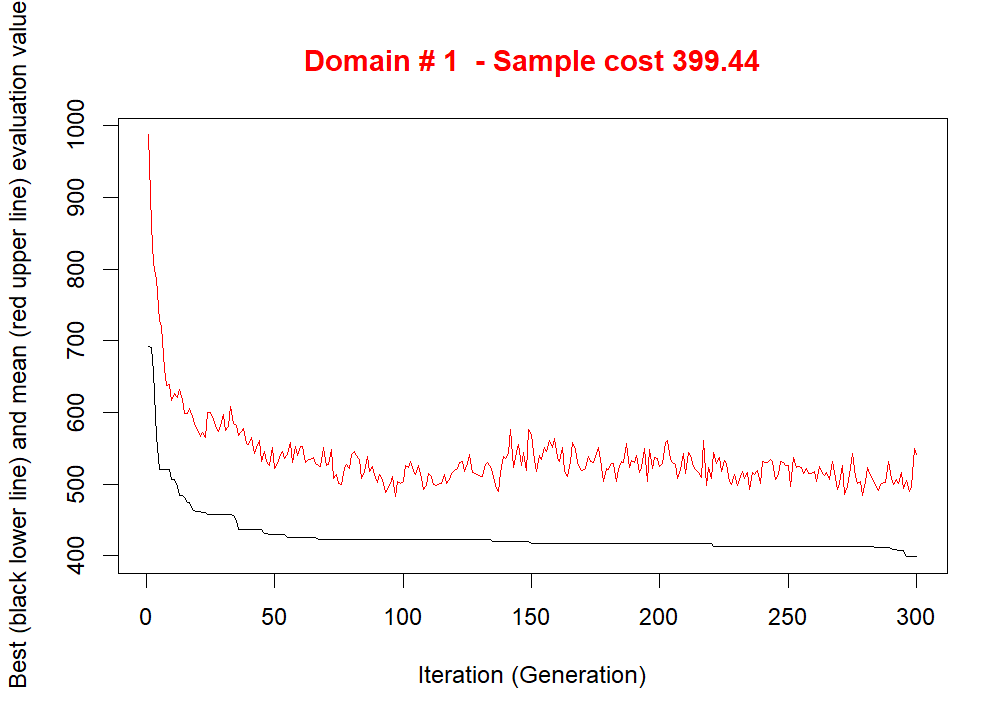 Domain # 1  - Sample cost 399.44
Best (black lower line) and mean (red upper line) evaluation value
1000
900
800
700
600
500
400
0 50 100 150 200 250 300
Iteration (Generation)